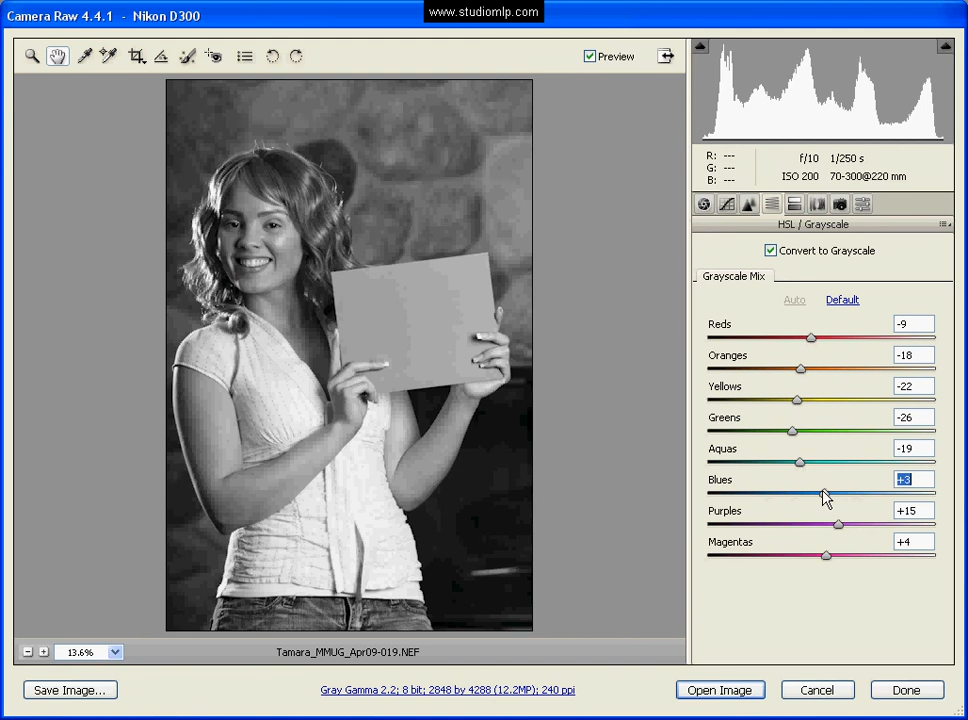 Camera Raw 4.4.1 - Nikon D300
www.studiomlp.com
Preview
R: ---
G: ---
B: ---
f/10 1/250 s
ISO 200 70-300@220 mm
HSL / Grayscale
Convert to Grayscale
Grayscale Mix
Auto Default
Reds -9
Oranges -18
Yellows -22
Greens -26
Aquas -19
Blues +3
Purples +15
Magentas +4
13.6%
Tamara_MMUG_Apr09-019.NEF
Save Image...
Gray Gamma 2.2; 8 bit; 2848 by 4288 (12.2MP); 240 ppi
Open Image
Cancel
Done